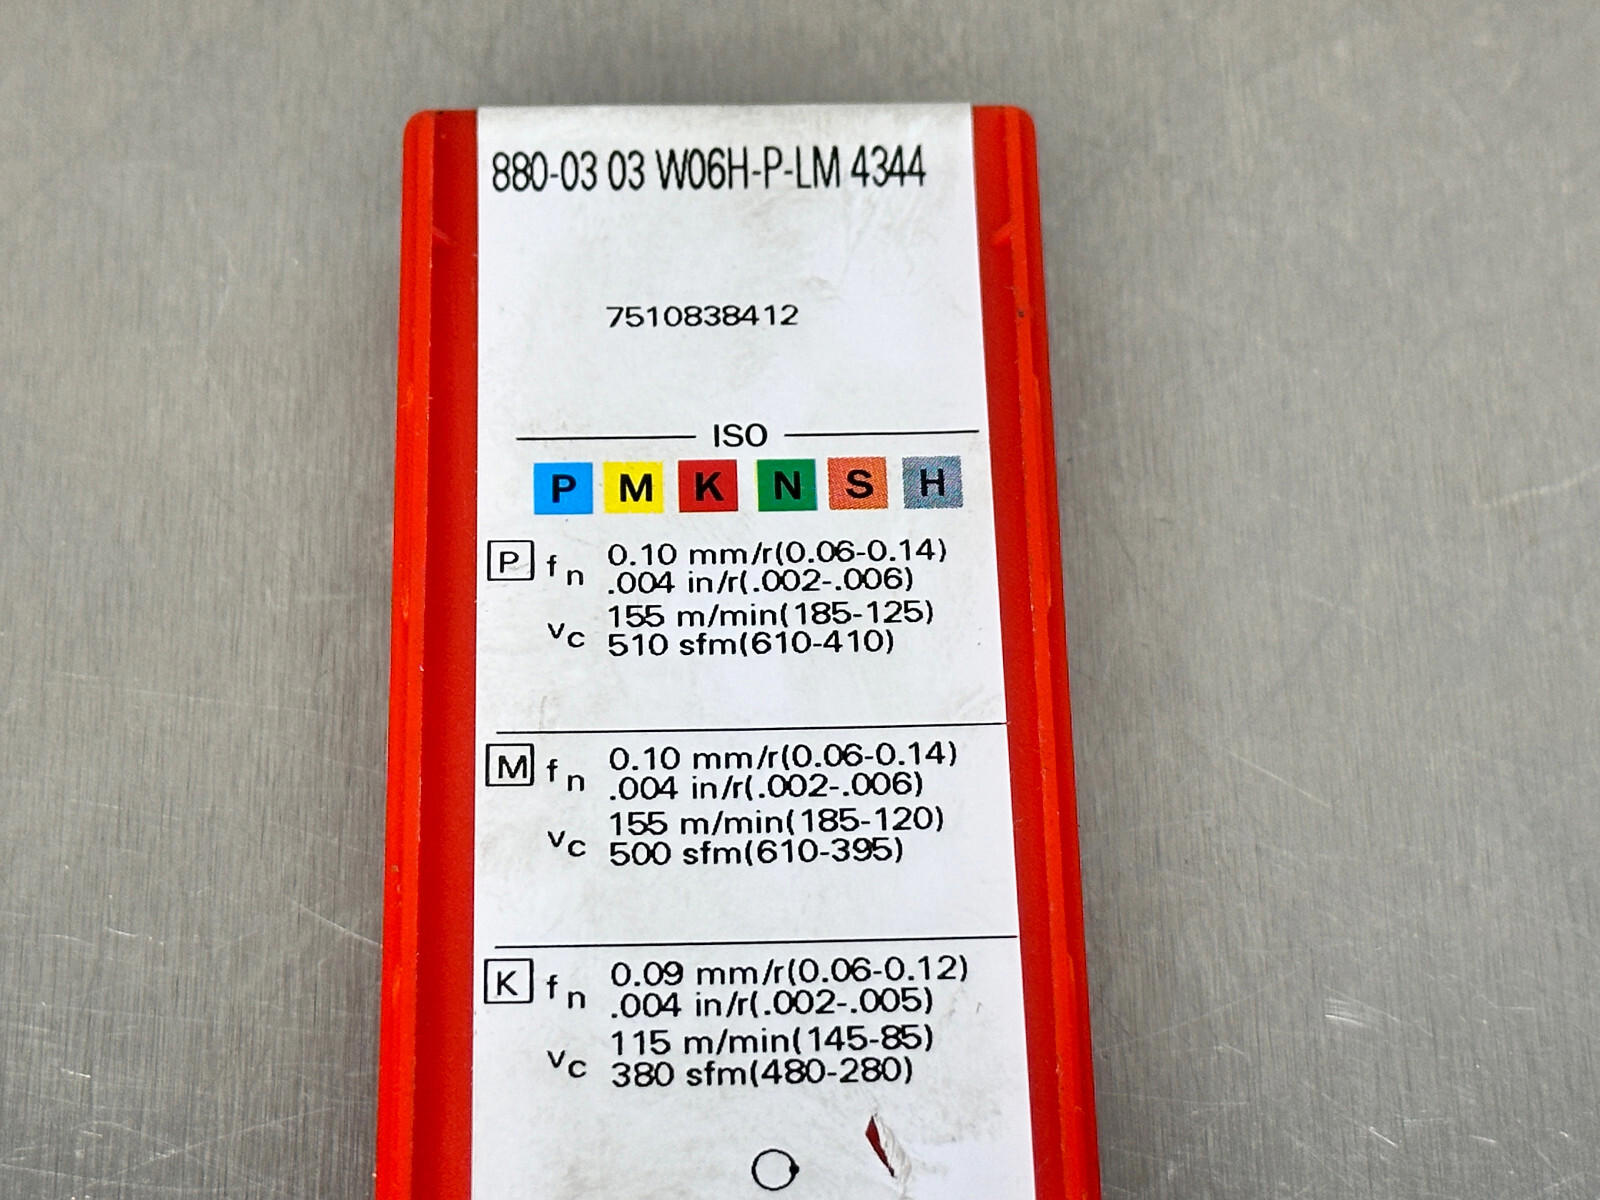 880-03 03 W06H-P-LM 4344
7510838412
ISO
P M K N S H
P fn 0.10 mm/r(0.06-0.14)
.004 in/r(.002-.006)
vc 155 m/min(185-125)
510 sfm(610-410)
M fn 0.10 mm/r(0.06-0.14)
.004 in/r(.002-.006)
vc 155 m/min(185-120)
500 sfm(610-395)
K fn 0.09 mm/r(0.06-0.12)
.004 in/r(.002-.005)
vc 115 m/min(145-85)
380 sfm(480-280)